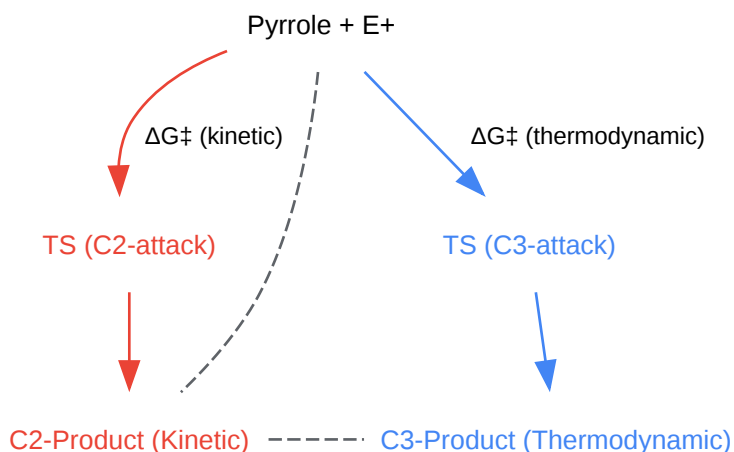 Pyrrole + E+
ΔG‡ (kinetic)
ΔG‡ (thermodynamic)
TS (C2-attack)
TS (C3-attack)
C2-Product (Kinetic)
C3-Product (Thermodynamic)